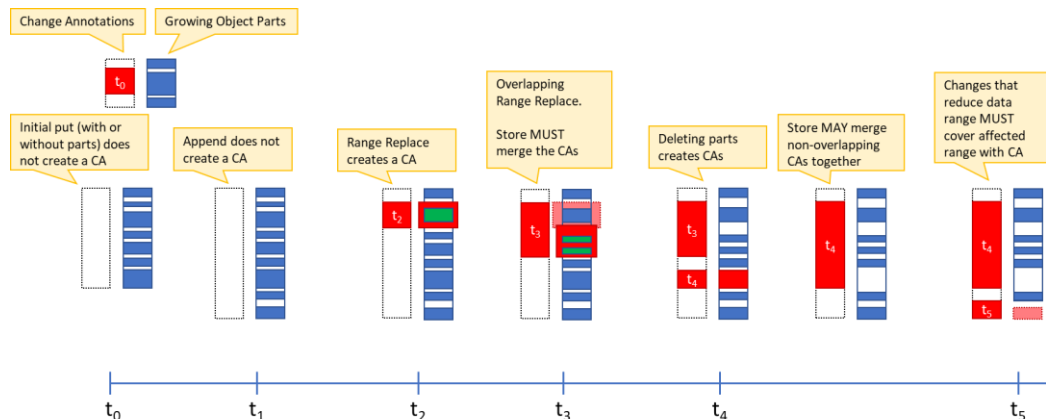 Change Annotations
Growing Object Parts
t0
Initial put (with or
without parts) does
not create a CA
Append does not
create a CA
Range Replace
creates a CA
Overlapping
Range Replace.
Store MUST
merge the CAs
Deleting parts
creates CAs
Store MAY merge
non-overlapping
CAs together
Changes that
reduce data
range MUST
cover affected
range with CA
t2
t3
t3
t4
t4
t4
t5
t0
t1
t2
t3
t4
t5